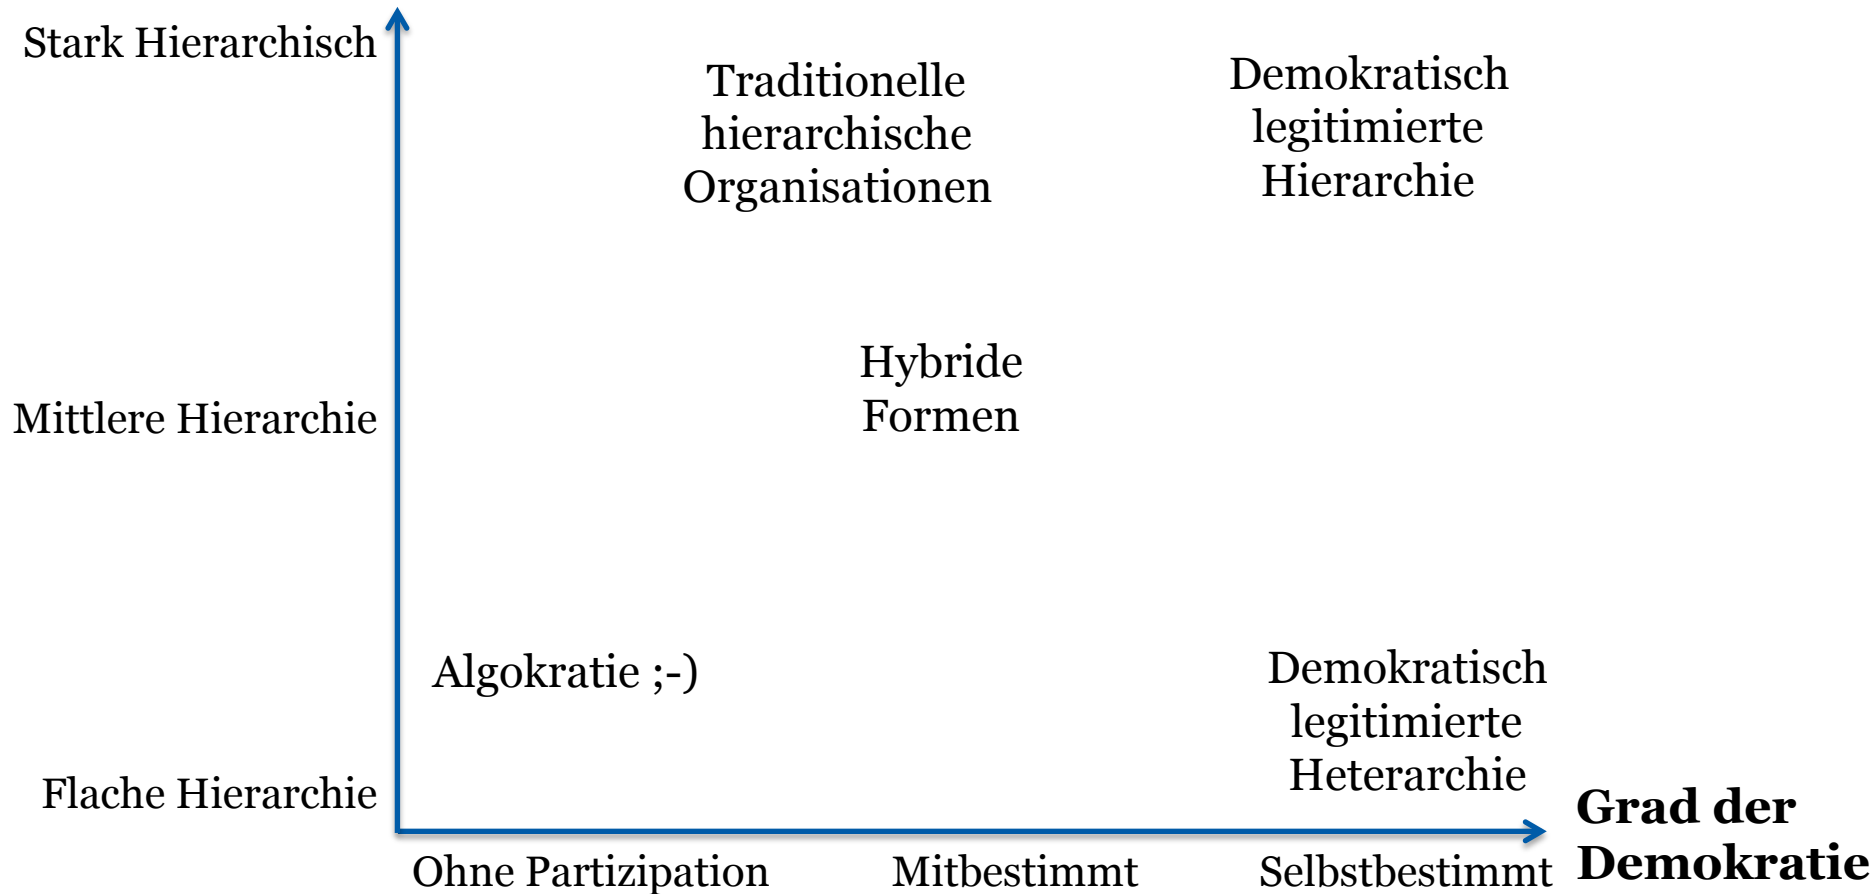 Stark Hierarchisch
Traditionelle
hierarchische
Organisationen
Demokratisch
legitimierte
Hierarchie
Mittlere Hierarchie
Hybride
Formen
Algokratie ;-)
Demokratisch
legitimierte
Heterarchie
Flache Hierarchie
Ohne Partizipation
Mitbestimmt
Selbstbestimmt
Grad der
Demokratie